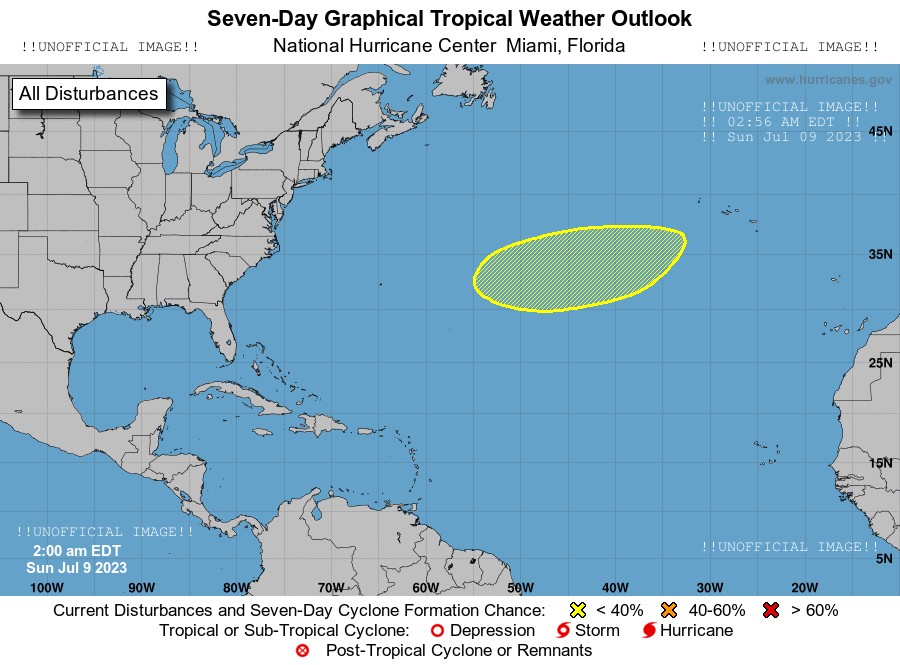 Seven-Day Graphical Tropical Weather Outlook
!!UNOFFICIAL IMAGE!! National Hurricane Center Miami, Florida !!UNOFFICIAL IMAGE!!
www.hurricanes.gov
All Disturbances
!!UNOFFICIAL IMAGE!!
!! 02:56 AM EDT !!
!! Sun Jul 09 2023 !!
45N
35N
25N
15N
!!UNOFFICIAL IMAGE!!
!!UNOFFICIAL IMAGE!!
2:00 am EDT
Sun Jul 9 2023
5N
100W 90W 80W 70W 60W 50W 40W 30W 20W
Current Disturbances and Seven-Day Cyclone Formation Chance: < 40% 40-60% > 60%
Tropical or Sub-Tropical Cyclone: Depression Storm Hurricane
Post-Tropical Cyclone or Remnants